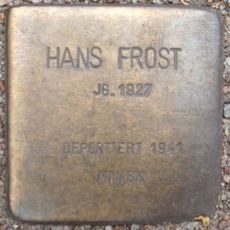 HANS FROST
JG. 1927
DEPORTIERT 1941
MINSK